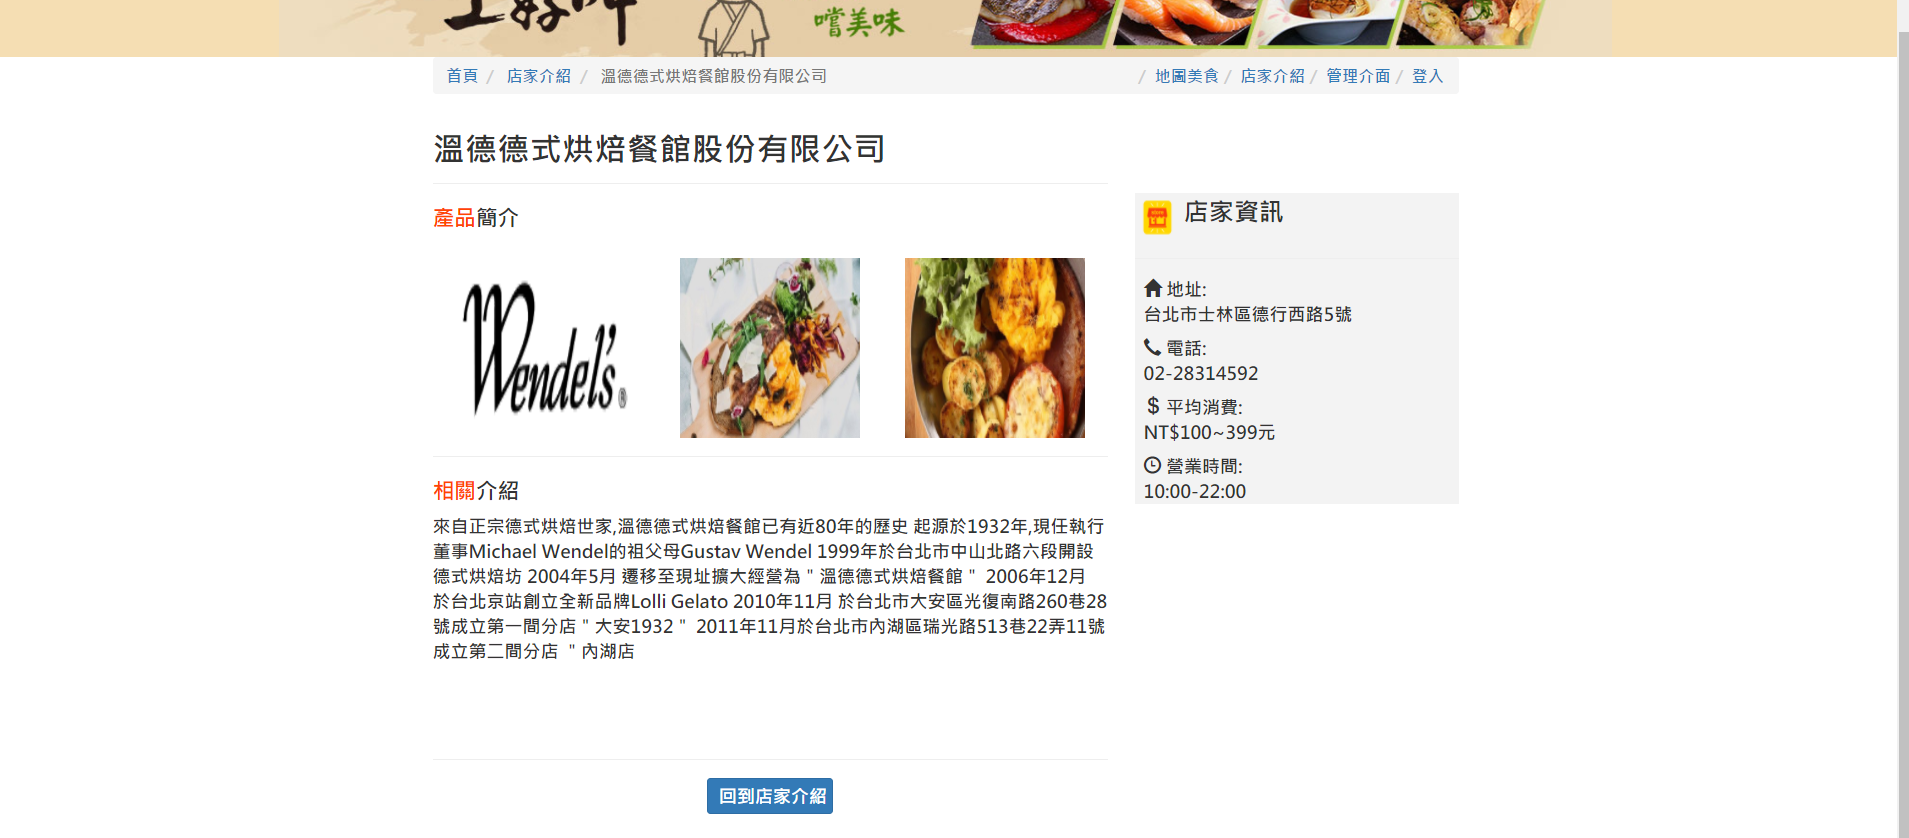 嚐美味
首頁 / 店家介紹 / 溫德德式烘焙餐館股份有限公司 / 地圖美食 / 店家介紹 / 管理介面 / 登入
溫德德式烘焙餐館股份有限公司
產品簡介
Wendel's®
相關介紹
來自正宗德式烘焙世家,溫德德式烘焙餐館已有近80年的歷史 起源於1932年,現任執行
董事Michael Wendel的祖父母Gustav Wendel 1999年於台北市中山北路六段開設
德式烘焙坊 2004年5月 遷移至現址擴大經營為 " 溫德德式烘焙餐館 " 2006年12月
於台北京站創立全新品牌Lolli Gelato 2010年11月 於台北市大安區光復南路260巷28
號成立第一間分店 " 大安1932 " 2011年11月於台北市內湖區瑞光路513巷22弄11號
成立第二間分店 " 內湖店
回到店家介紹
店家資訊
地址:
台北市士林區德行西路5號
電話:
02-28314592
$ 平均消費:
NT$100~399元
營業時間:
10:00-22:00